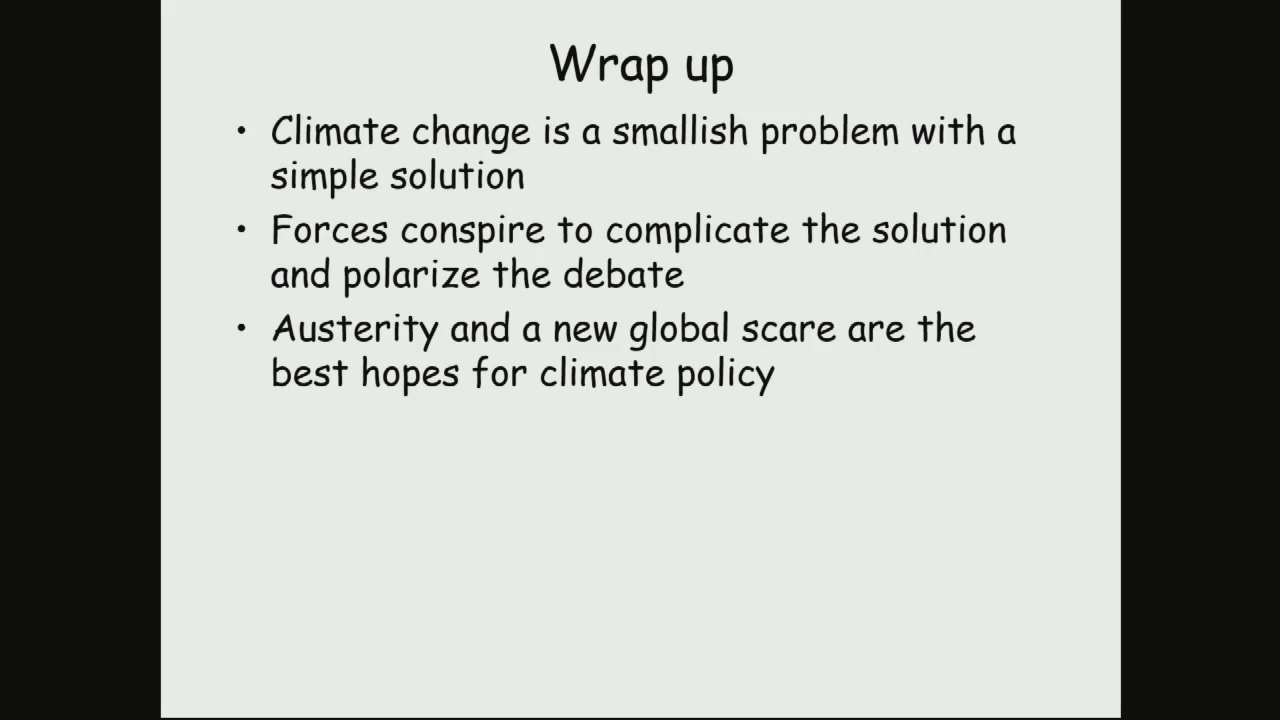 Wrap up
• Climate change is a smallish problem with a
simple solution
• Forces conspire to complicate the solution
and polarize the debate
• Austerity and a new global scare are the
best hopes for climate policy